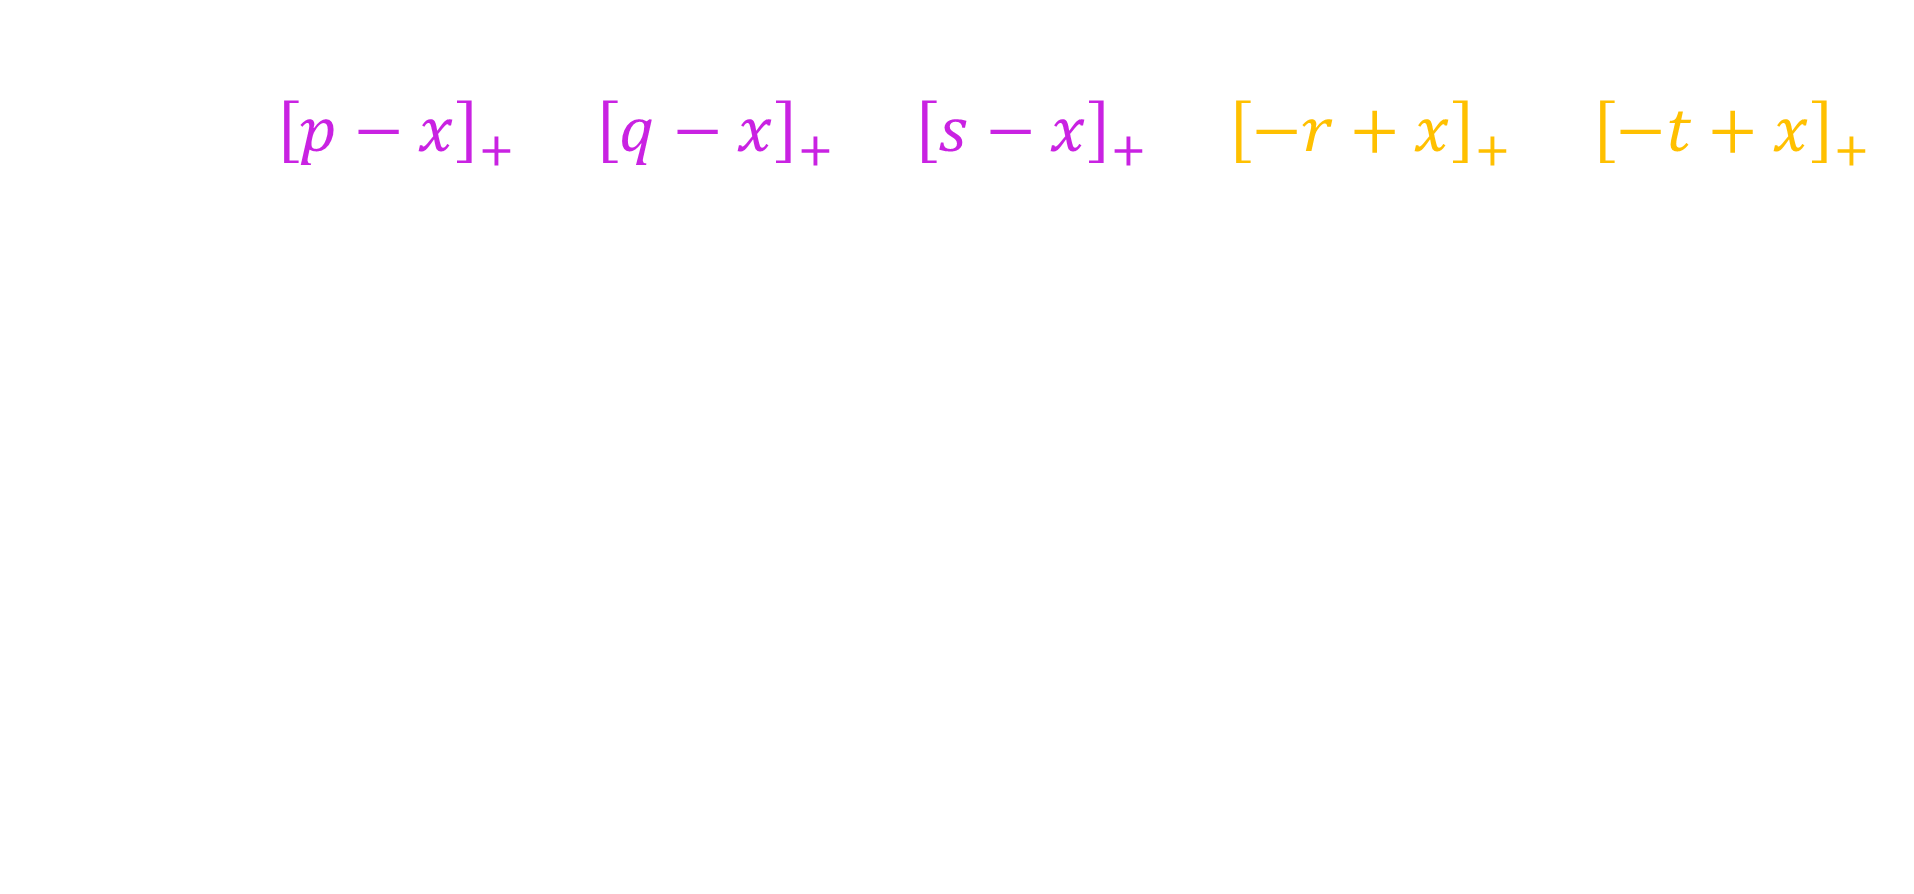 [p − x]₊ [q − x]₊ [s − x]₊ [−r + x]₊ [−t + x]₊